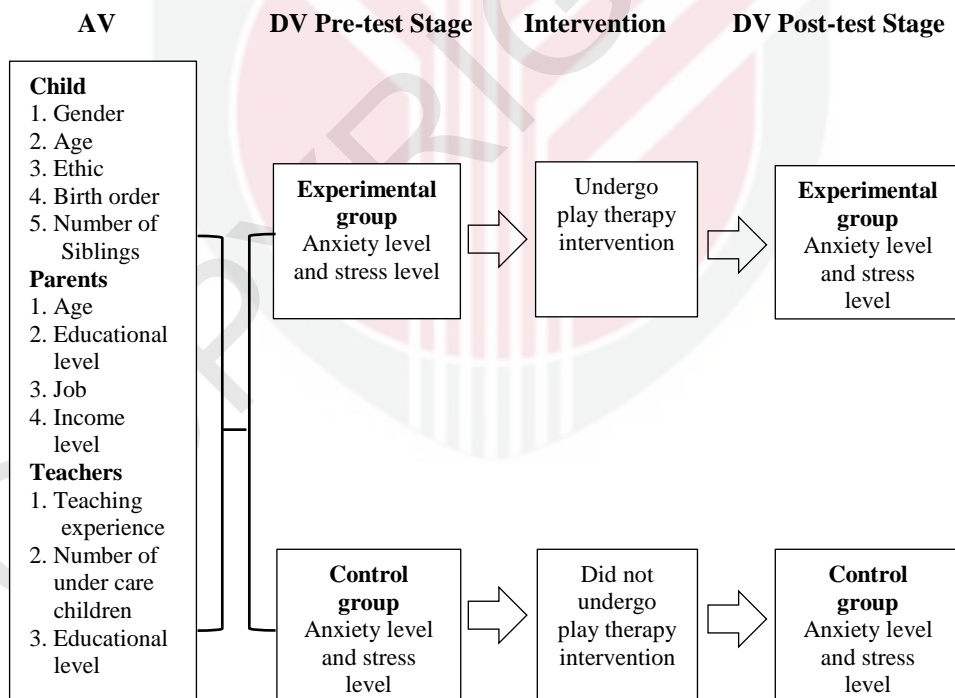 AV
DV Pre-test Stage
Intervention
DV Post-test Stage
Child
1. Gender
2. Age
3. Ethic
4. Birth order
5. Number of
Siblings
Parents
1. Age
2. Educational
level
3. Job
4. Income
level
Teachers
1. Teaching
experience
2. Number of
under care
children
3. Educational
level
Experimental
group
Anxiety level
and stress level
Undergo
play therapy
intervention
Experimental
group
Anxiety level
and stress
level
Control
group
Anxiety level
and stress
level
Did not
undergo
play therapy
intervention
Control
group
Anxiety level
and stress
level